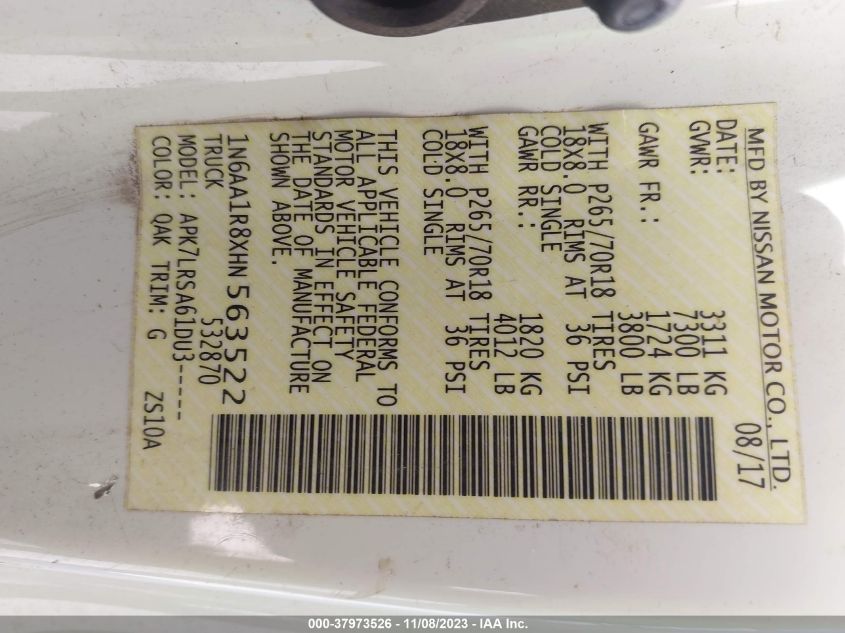 MFD BY NISSAN MOTOR CO., LTD.
DATE: 08/17
GVWR: 3311 KG
7300 LB
GAWR FR.: 1724 KG
3800 LB
WITH P265/70R18 TIRES
18X8.0 RIMS AT 36 PSI
COLD SINGLE
GAWR RR.: 1820 KG
4012 LB
WITH P265/70R18 TIRES
18X8.0 RIMS AT 36 PSI
COLD SINGLE
THIS VEHICLE CONFORMS TO
ALL APPLICABLE FEDERAL
MOTOR VEHICLE SAFETY
STANDARDS IN EFFECT ON
THE DATE OF MANUFACTURE
SHOWN ABOVE.
1N6AA1R8XHN563522
TRUCK 532870
MODEL: APK7LRSA61DU3-----
COLOR: QAK TRIM: G ZS10A
000-37973526 - 11/08/2023 - IAA Inc.